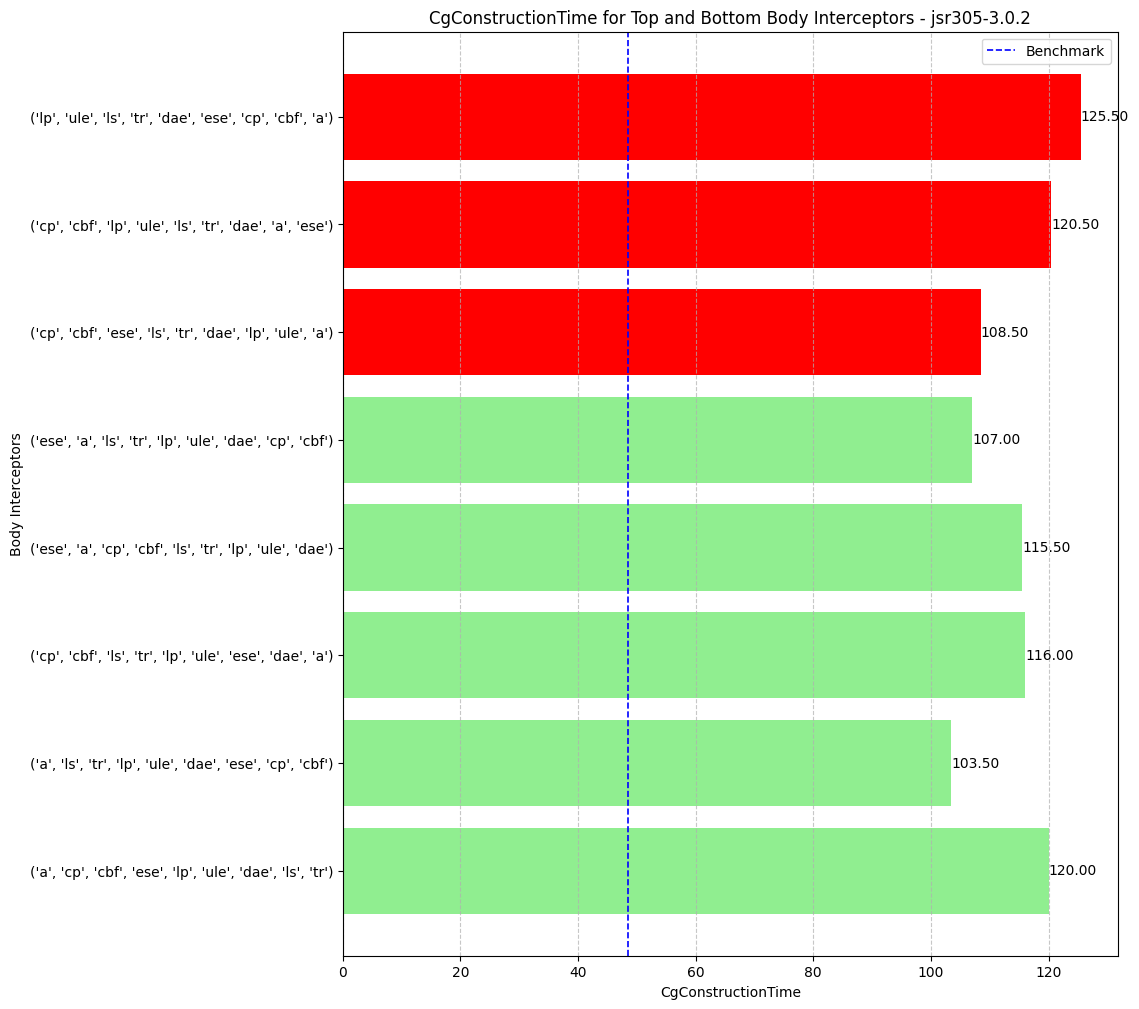 CgConstructionTime for Top and Bottom Body Interceptors - jsr305-3.0.2
Benchmark
('lp', 'ule', 'ls', 'tr', 'dae', 'ese', 'cp', 'cbf', 'a')
125.50
('cp', 'cbf', 'lp', 'ule', 'ls', 'tr', 'dae', 'a', 'ese')
120.50
('cp', 'cbf', 'ese', 'ls', 'tr', 'dae', 'lp', 'ule', 'a')
108.50
('ese', 'a', 'ls', 'tr', 'lp', 'ule', 'dae', 'cp', 'cbf')
107.00
('ese', 'a', 'cp', 'cbf', 'ls', 'tr', 'lp', 'ule', 'dae')
115.50
('cp', 'cbf', 'ls', 'tr', 'lp', 'ule', 'ese', 'dae', 'a')
116.00
('a', 'ls', 'tr', 'lp', 'ule', 'dae', 'ese', 'cp', 'cbf')
103.50
('a', 'cp', 'cbf', 'ese', 'lp', 'ule', 'dae', 'ls', 'tr')
120.00
Body Interceptors
0 20 40 60 80 100 120
CgConstructionTime